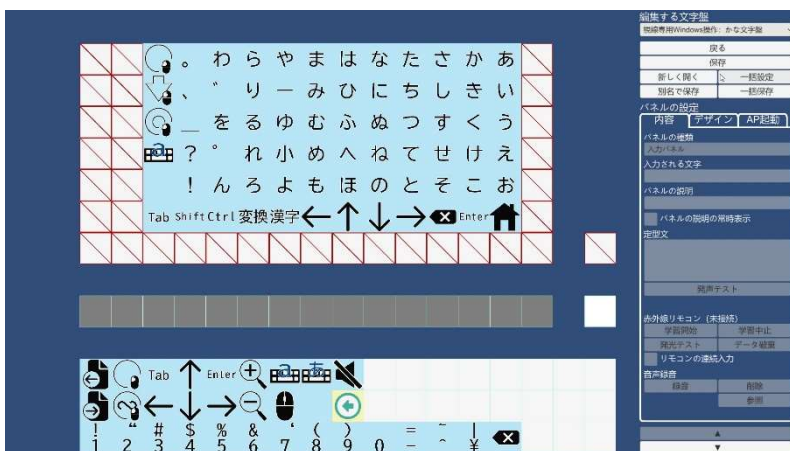 。 わ ら や ま は な た さ か あ
、 ゛ り ー み ひ に ち し き い
_ を る ゆ む ふ ぬ つ す く う
a ? ゜ れ 小 め へ ね て せ け え
! ん ろ よ も ほ の と そ こ お
Tab Shift Ctrl 変換 漢字 ← ↑ ↓ → Enter
Tab ↑ Enter a あ
← ↓ →
! " # $ % & ' ( ) = ~ |
1 2 3 4 5 6 7 8 9 0 - ^ ¥
編集する文字盤
視線専用Windows操作: かな文字盤
戻る
保存
新しく開く 一括設定
別名で保存 一括保存
パネルの設定
内容 デザイン AP起動
パネルの種類
入力パネル
入力される文字
パネルの説明
パネルの説明の常時表示
定型文
発声テスト
赤外線リモコン (未接続)
学習開始 学習中止
発光テスト データ破棄
リモコンの連続入力
音声録音
録音 削除
参照
▲
▼